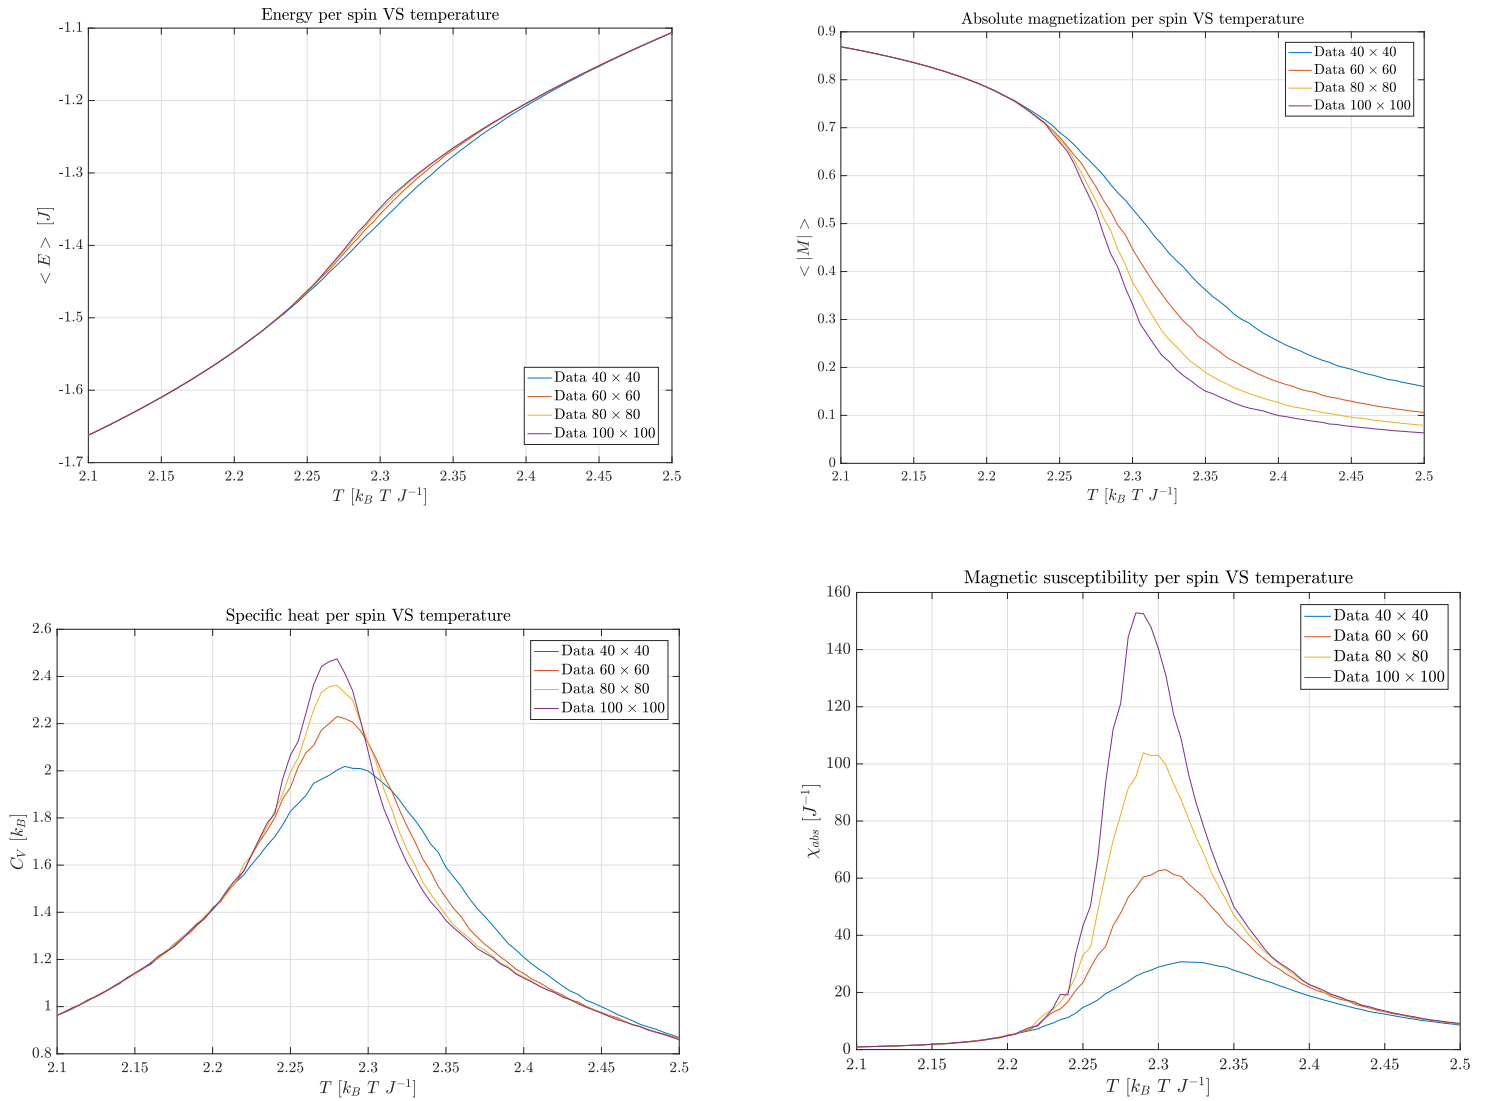 Energy per spin VS temperature
-1.1
-1.2
-1.3
-1.4
-1.5
-1.6
-1.7
< E > [J]
Data 40 × 40
Data 60 × 60
Data 80 × 80
Data 100 × 100
2.1 2.15 2.2 2.25 2.3 2.35 2.4 2.45 2.5
T [k_B T J^{-1}]
Absolute magnetization per spin VS temperature
0.9
0.8
0.7
0.6
0.5
0.4
0.3
0.2
0.1
0
< |M| >
Data 40 × 40
Data 60 × 60
Data 80 × 80
Data 100 × 100
2.1 2.15 2.2 2.25 2.3 2.35 2.4 2.45 2.5
T [k_B T J^{-1}]
Specific heat per spin VS temperature
2.6
2.4
2.2
2
1.8
1.6
1.4
1.2
1
0.8
C_V [k_B]
Data 40 × 40
Data 60 × 60
Data 80 × 80
Data 100 × 100
2.1 2.15 2.2 2.25 2.3 2.35 2.4 2.45 2.5
T [k_B T J^{-1}]
Magnetic susceptibility per spin VS temperature
160
140
120
100
80
60
40
20
0
χ_{abs} [J^{-1}]
Data 40 × 40
Data 60 × 60
Data 80 × 80
Data 100 × 100
2.1 2.15 2.2 2.25 2.3 2.35 2.4 2.45 2.5
T [k_B T J^{-1}]